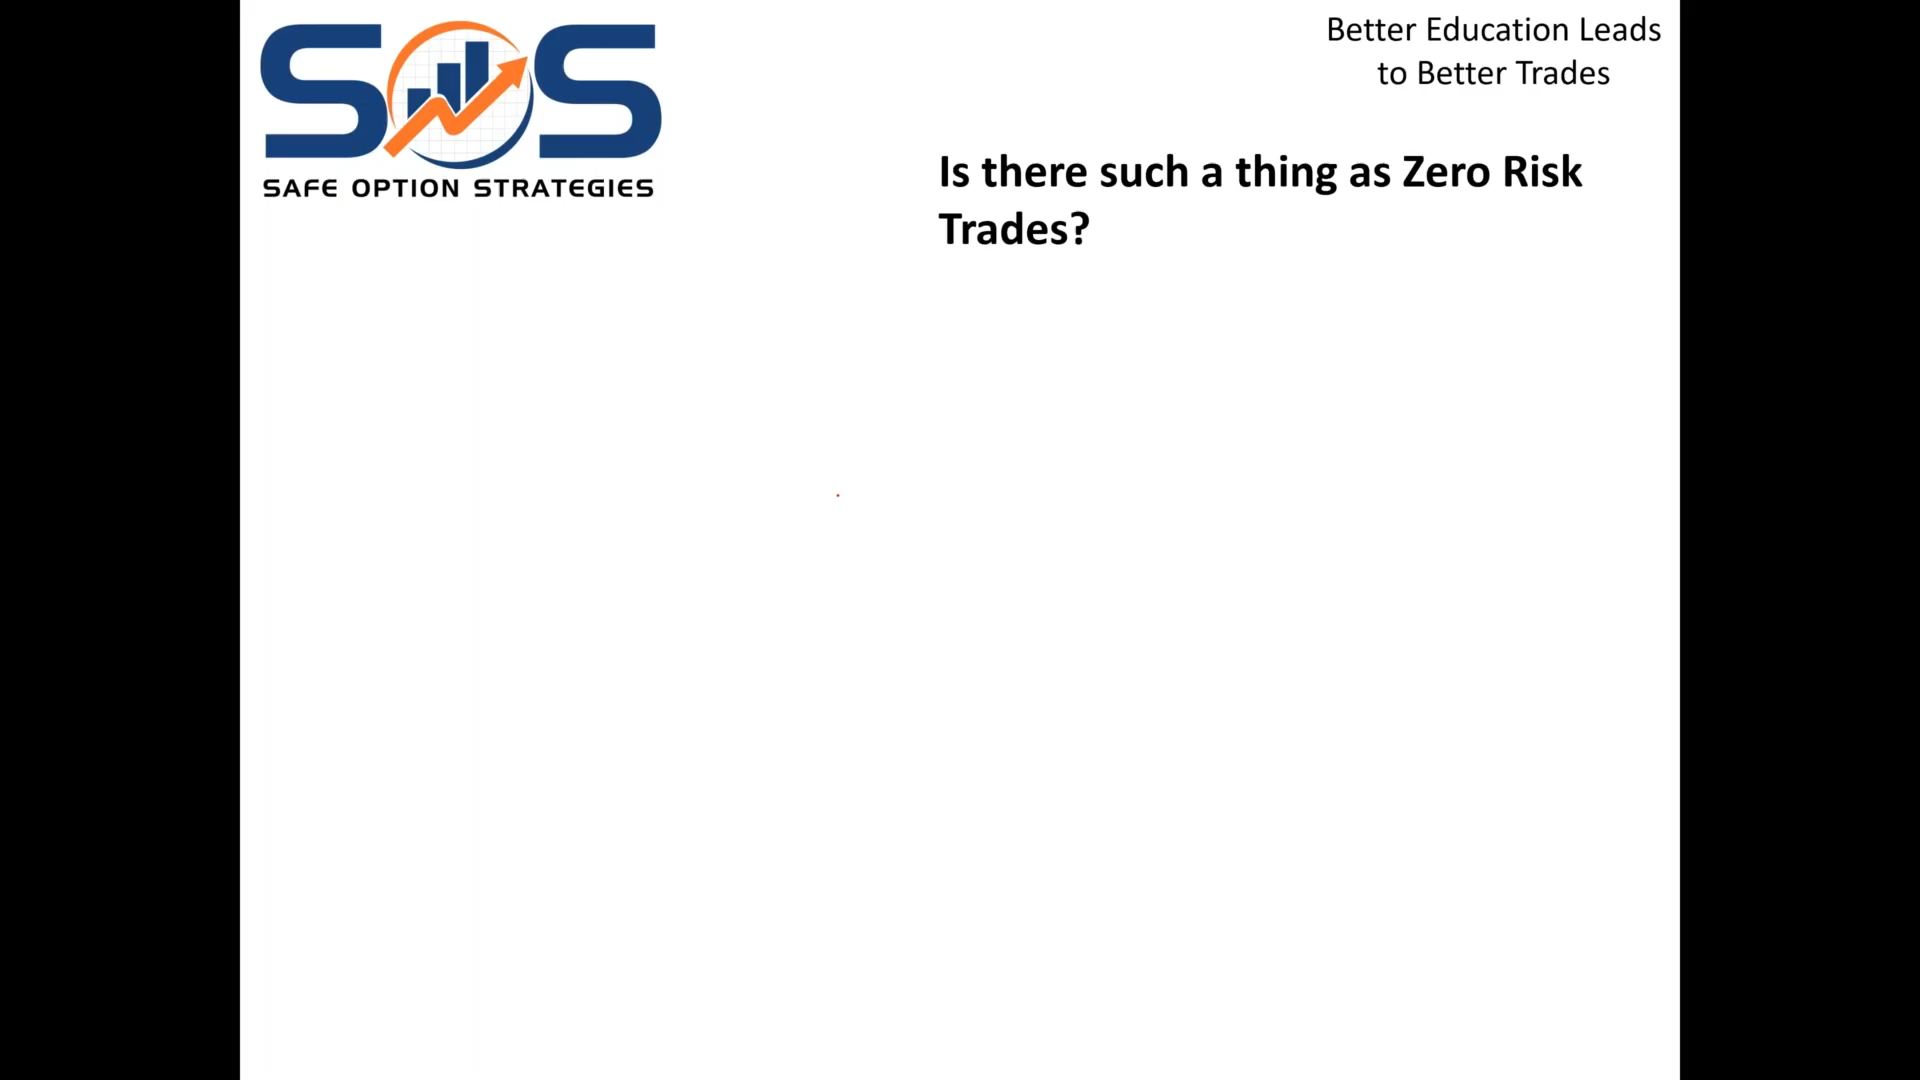 SOS
SAFE OPTION STRATEGIES
Better Education Leads
to Better Trades
Is there such a thing as Zero Risk
Trades?